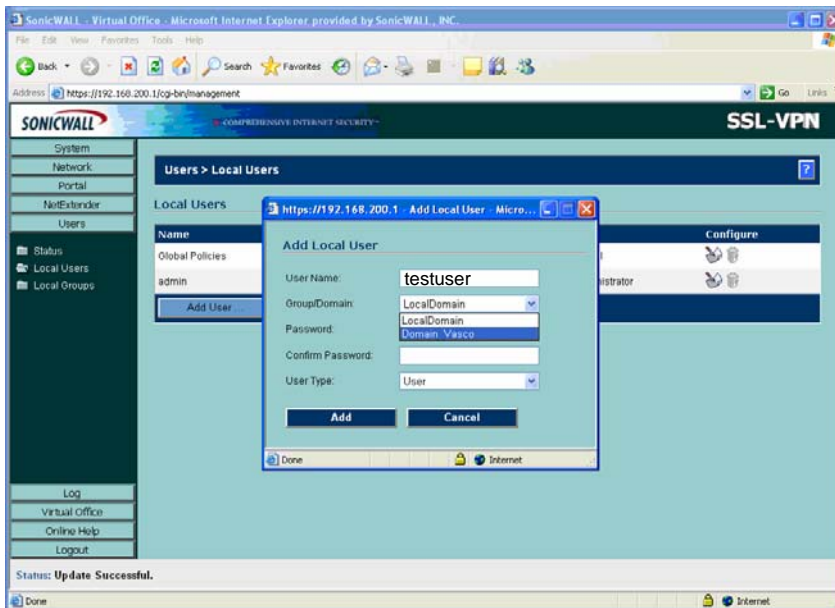 SonicWALL - Virtual Office - Microsoft Internet Explorer provided by SonicWALL, INC.
File Edit View Favorites Tools Help
Back Search Favorites
Address https://192.168.200.1/cgi-bin/management Go Links
SONICWALL COMPREHENSIVE INTERNET SECURITY SSL-VPN
System
Network
Portal
NetExtender
Users
Status
Local Users
Local Groups
Log
Virtual Office
Online Help
Logout
Users > Local Users ?
Local Users
Name Configure
Global Policies
admin istrator
Add User ...
https://192.168.200.1 - Add Local User - Micro...
Add Local User
User Name: testuser
Group/Domain: LocalDomain
LocalDomain
Domain Vasco
Password:
Confirm Password:
User Type: User
Add Cancel
Done Internet
Status: Update Successful.
Done Internet